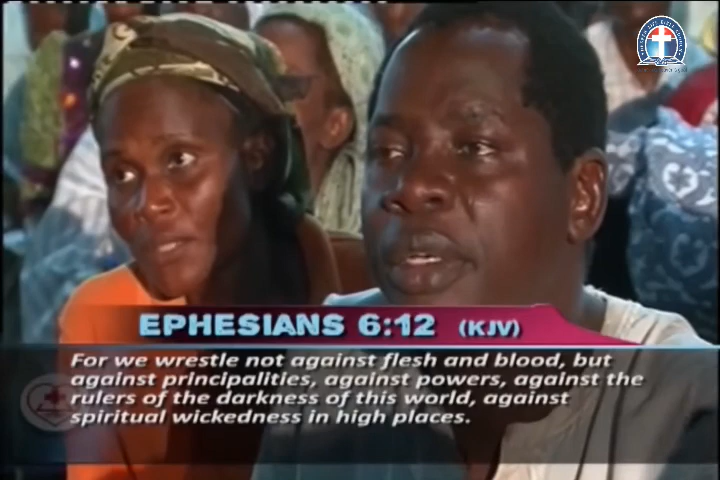 EPHESIANS 6:12 (KJV)
For we wrestle not against flesh and blood, but
against principalities, against powers, against the
rulers of the darkness of this world, against
spiritual wickedness in high places.